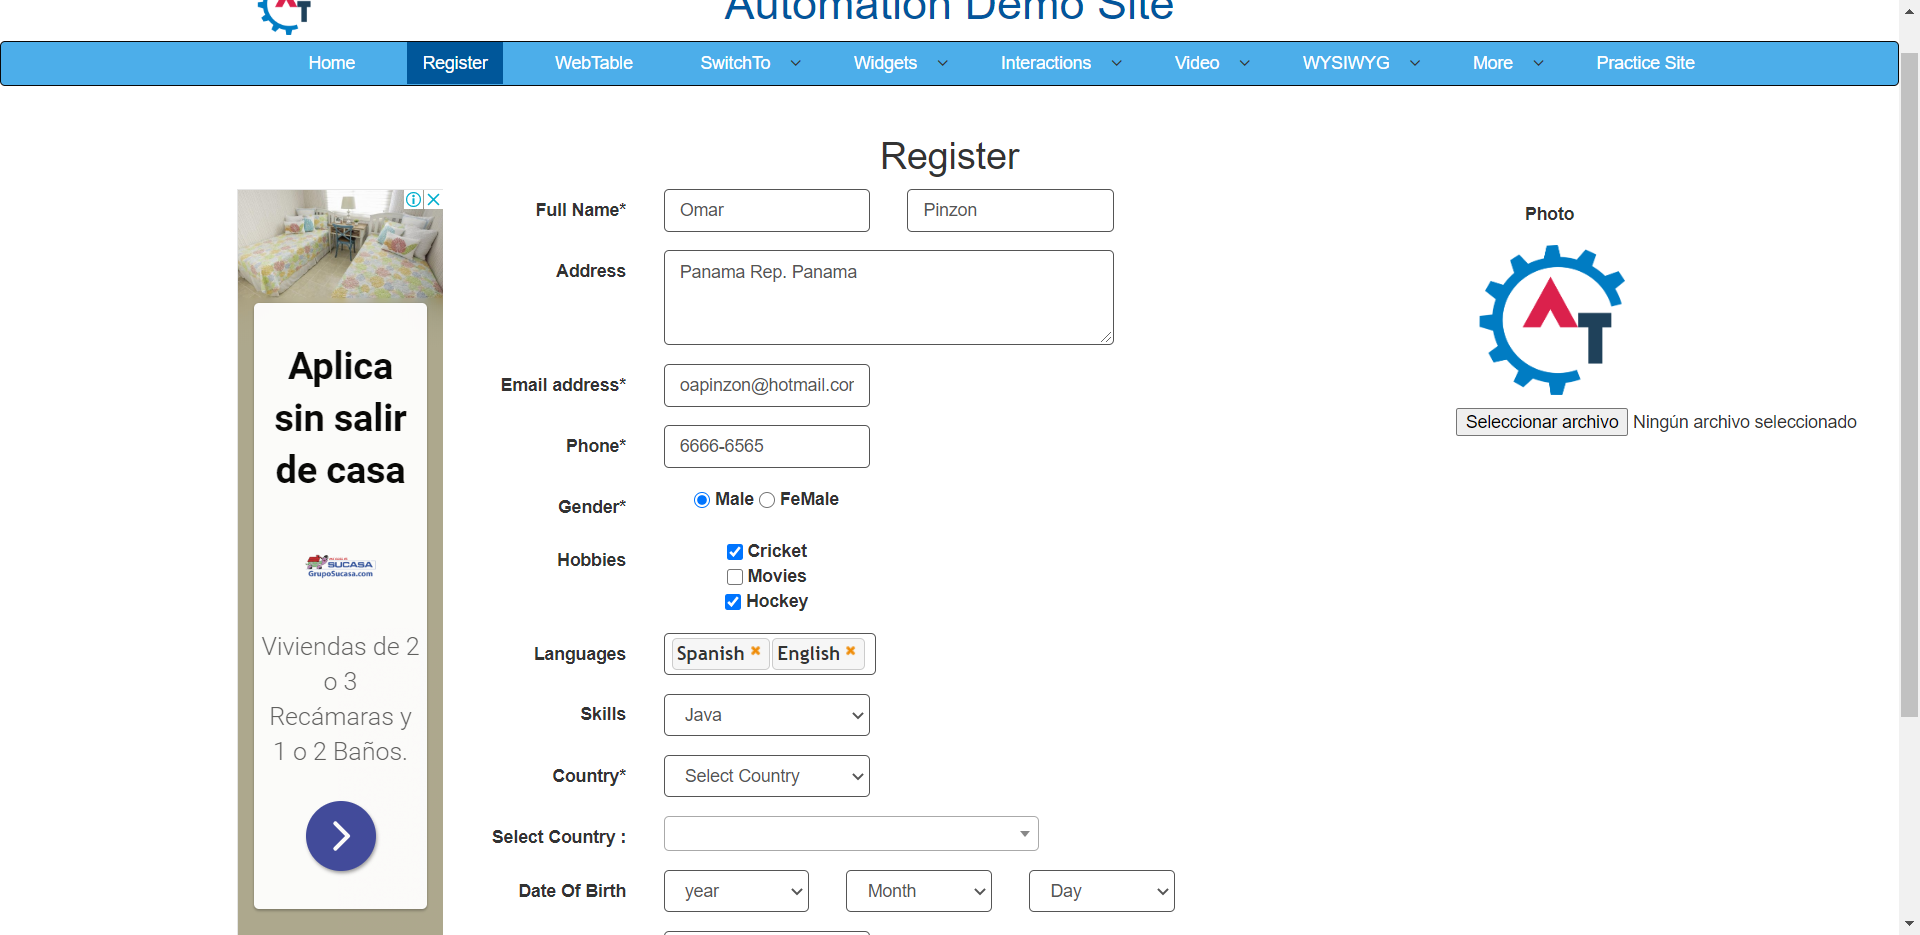 Automation Demo Site
Home Register WebTable SwitchTo Widgets Interactions Video WYSIWYG More Practice Site
Register
Aplica
sin salir
de casa
SUCASA
GrupoSucasa.com
Viviendas de 2
o 3
Recámaras y
1 o 2 Baños.
Full Name* Omar Pinzon
Address Panama Rep. Panama
Email address* oapinzon@hotmail.cor
Phone* 6666-6565
Gender* Male FeMale
Hobbies Cricket
Movies
Hockey
Languages Spanish English
Skills Java
Country* Select Country
Select Country :
Date Of Birth year Month Day
Photo
AT
Seleccionar archivo Ningún archivo seleccionado